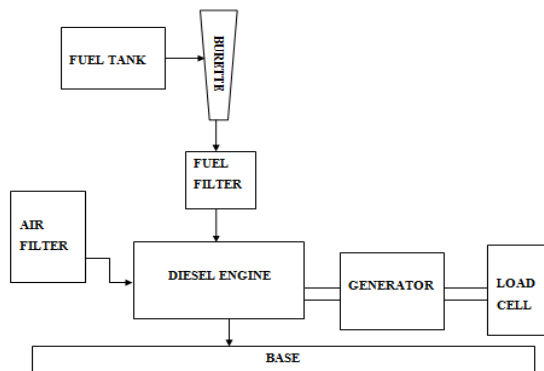 FUEL TANK
BURETTE
FUEL
FILTER
AIR
FILTER
DIESEL ENGINE
GENERATOR
LOAD
CELL
BASE